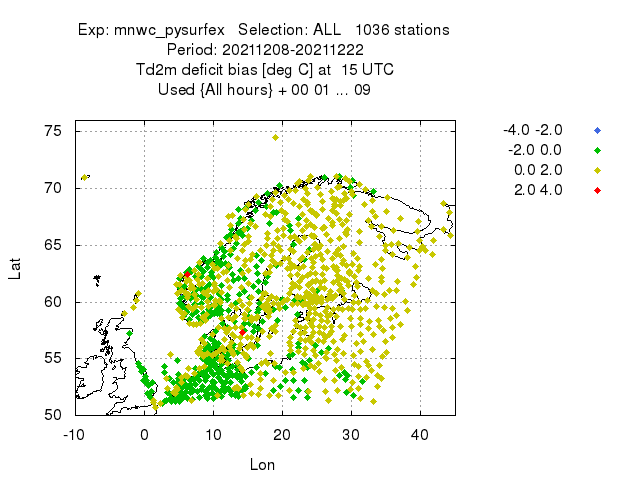 Exp: mnwc_pysurfex   Selection: ALL   1036 stations
Period: 20211208-20211222
Td2m deficit bias [deg C] at  15 UTC
Used {All hours} + 00 01 ... 09
-4.0 -2.0
-2.0 0.0
0.0 2.0
2.0 4.0
75
70
65
60
55
50
Lat
-10 0 10 20 30 40
Lon